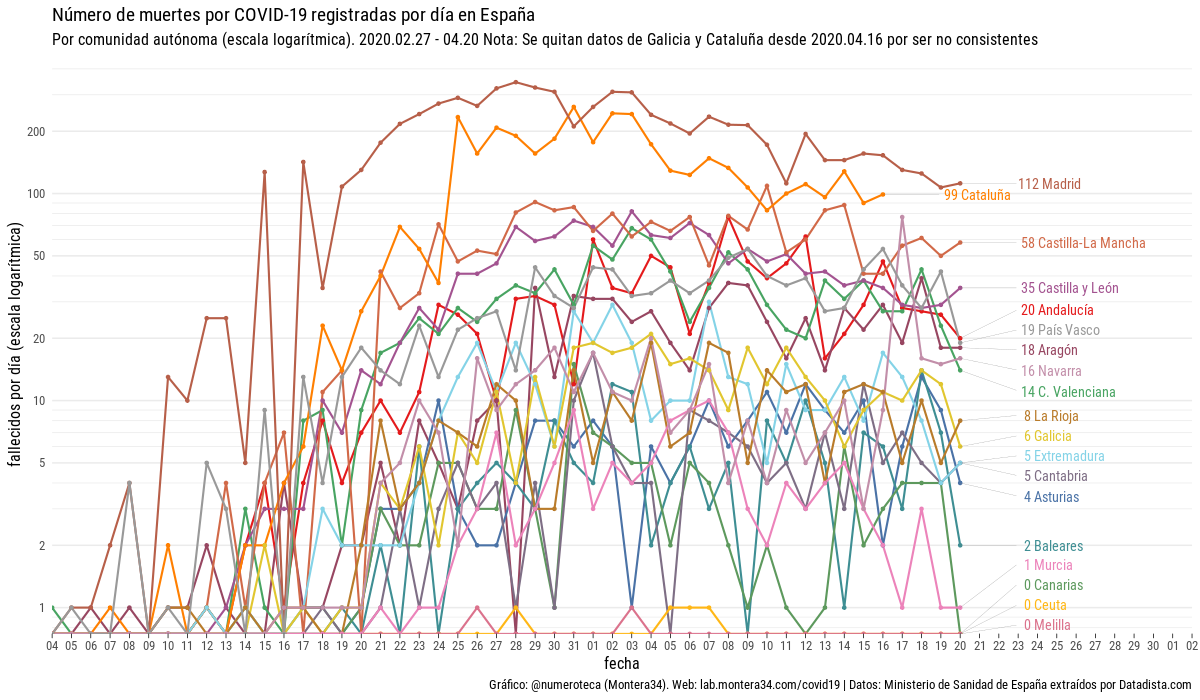 Número de muertes por COVID-19 registradas por día en España
Por comunidad autónoma (escala logarítmica). 2020.02.27 - 04.20 Nota: Se quitan datos de Galicia y Cataluña desde 2020.04.16 por ser no consistentes
fallecidos por día (escala logarítmica)
200
100
50
20
10
5
2
1
112 Madrid
99 Cataluña
58 Castilla-La Mancha
35 Castilla y León
20 Andalucía
19 País Vasco
18 Aragón
16 Navarra
14 C. Valenciana
8 La Rioja
6 Galicia
5 Extremadura
5 Cantabria
4 Asturias
2 Baleares
1 Murcia
0 Canarias
0 Ceuta
0 Melilla
04 05 06 07 08 09 10 11 12 13 14 15 16 17 18 19 20 21 22 23 24 25 26 27 28 29 30 31 01 02 03 04 05 06 07 08 09 10 11 12 13 14 15 16 17 18 19 20 21 22 23 24 25 26 27 28 29 30 01 02
fecha
Gráfico: @numeroteca (Montera34). Web: lab.montera34.com/covid19 | Datos: Ministerio de Sanidad de España extraídos por Datadista.com